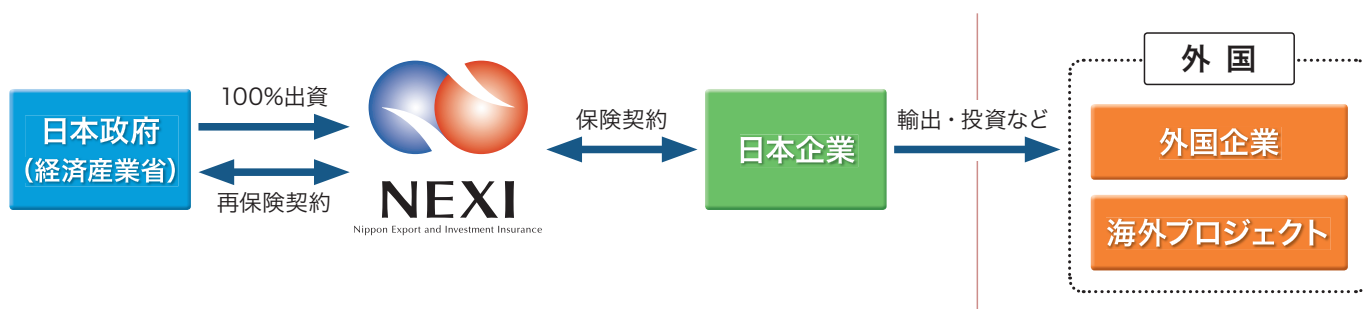 日本政府
(経済産業省)
100%出資
再保険契約
NEXI
Nippon Export and Investment Insurance
保険契約
日本企業
輸出・投資など
外国
外国企業
海外プロジェクト